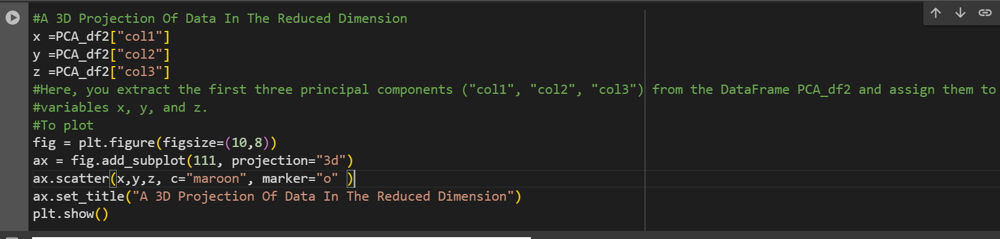 #A 3D Projection Of Data In The Reduced Dimension
x =PCA_df2["col1"]
y =PCA_df2["col2"]
z =PCA_df2["col3"]
#Here, you extract the first three principal components ("col1", "col2", "col3") from the DataFrame PCA_df2 and assign them to
#variables x, y, and z.
#To plot
fig = plt.figure(figsize=(10,8))
ax = fig.add_subplot(111, projection="3d")
ax.scatter(x,y,z, c="maroon", marker="o" )
ax.set_title("A 3D Projection Of Data In The Reduced Dimension")
plt.show()